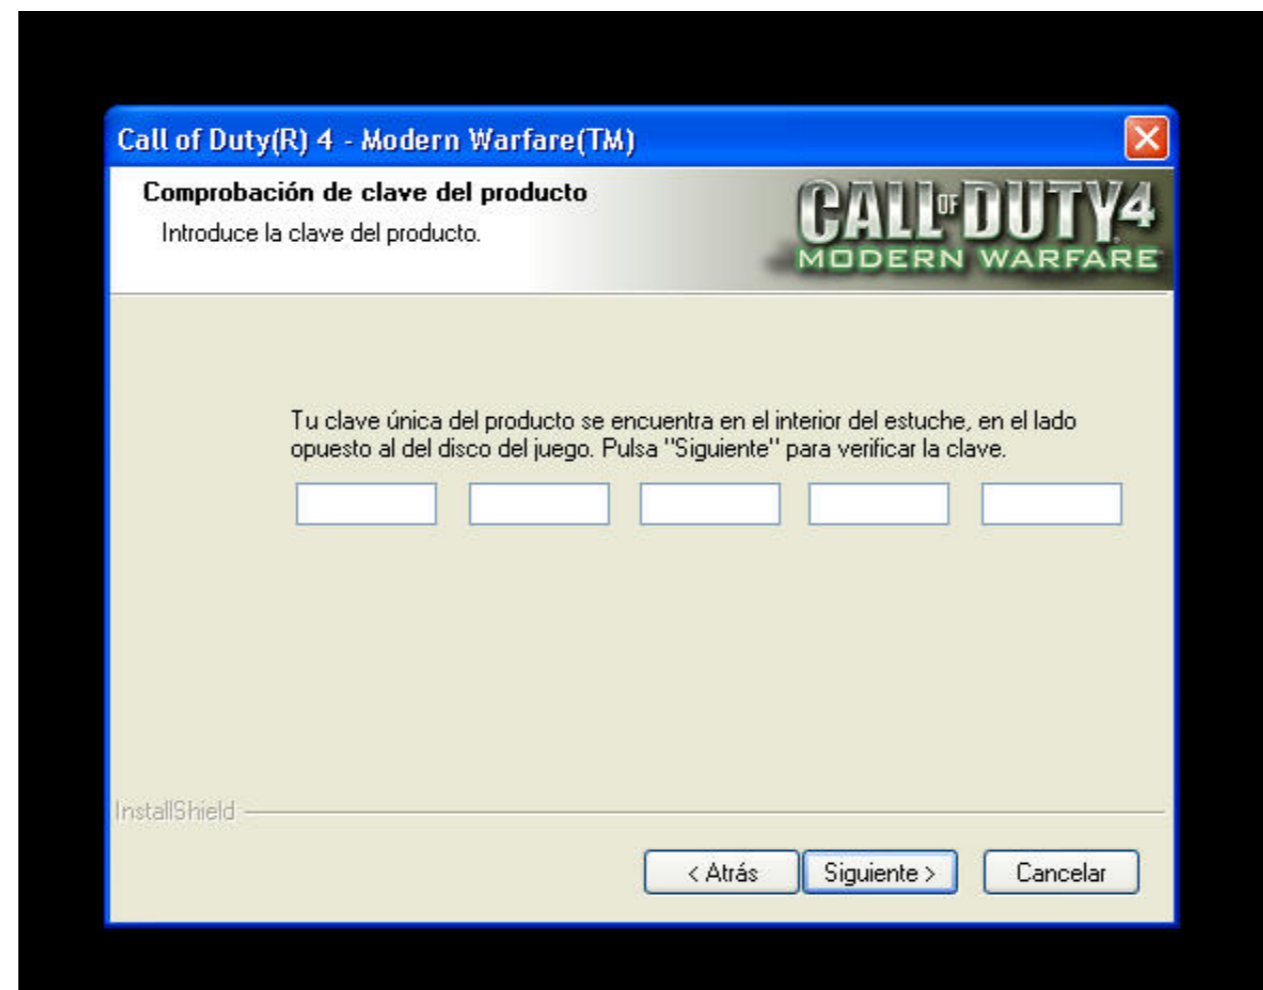 Call of Duty(R) 4 - Modern Warfare(TM)
Comprobación de clave del producto
Introduce la clave del producto.
CALL OF DUTY 4
MODERN WARFARE
Tu clave única del producto se encuentra en el interior del estuche, en el lado
opuesto al del disco del juego. Pulsa "Siguiente" para verificar la clave.
InstallShield
< Atrás
Siguiente >
Cancelar